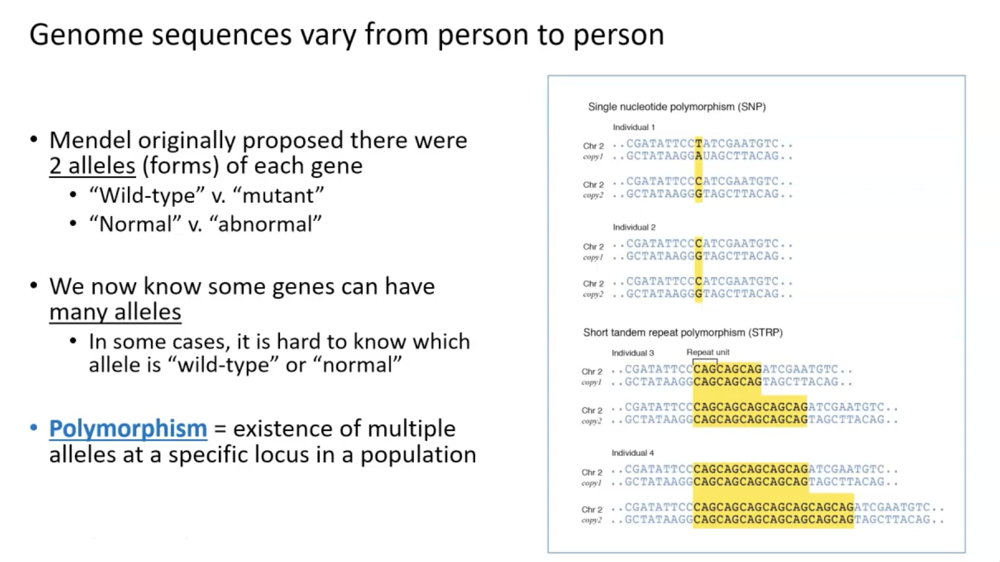 Genome sequences vary from person to person
• Mendel originally proposed there were
2 alleles (forms) of each gene
• “Wild-type” v. “mutant”
• “Normal” v. “abnormal”
• We now know some genes can have
many alleles
• In some cases, it is hard to know which
allele is “wild-type” or “normal”
• Polymorphism = existence of multiple
alleles at a specific locus in a population
Single nucleotide polymorphism (SNP)
Individual 1
Chr 2 ..CGATATTCCTATCGAATGTC..
copy1 ..GCTATAAGGAUAGCTTACAG..
Chr 2 ..CGATATTCCCATCGAATGTC..
copy2 ..GCTATAAGGGTAGCTTACAG..
Individual 2
Chr 2 ..CGATATTCCCATCGAATGTC..
copy1 ..GCTATAAGGGTAGCTTACAG..
Chr 2 ..CGATATTCCCATCGAATGTC..
copy2 ..GCTATAAGGGTAGCTTACAG..
Short tandem repeat polymorphism (STRP)
Individual 3 Repeat unit
Chr 2 ..CGATATTCCCAGCAGCAGATCGAATGTC..
copy1 ..GCTATAAGGCAGCAGCAGTAGCTTACAG..
Chr 2 ..CGATATTCCCAGCAGCAGCAGCAGATCGAATGTC..
copy2 ..GCTATAAGGCAGCAGCAGCAGCAGTAGCTTACAG..
Individual 4
Chr 2 ..CGATATTCCCAGCAGCAGCAGCAGATCGAATGTC..
copy1 ..GCTATAAGGCAGCAGCAGCAGCAGTAGCTTACAG..
Chr 2 ..CGATATTCCCAGCAGCAGCAGCAGCAGCAGATCGAATGTC..
copy2 ..GCTATAAGGCAGCAGCAGCAGCAGCAGCAGTAGCTTACAG..